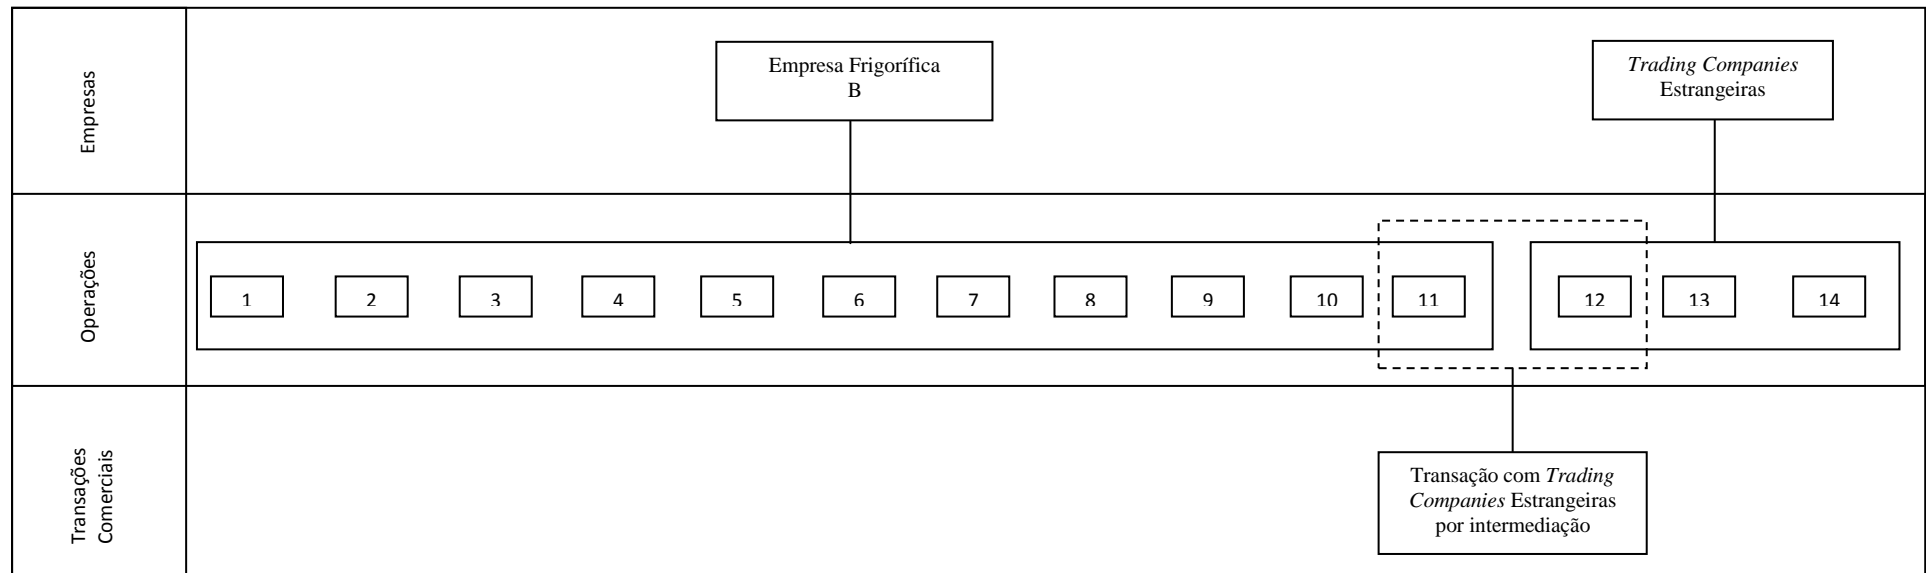 Empresas
Empresa Frigorífica
B
Trading Companies
Estrangeiras
Operações
1
2
3
4
5
6
7
8
9
10
11
12
13
14
Transações
Comerciais
Transação com Trading
Companies Estrangeiras
por intermediação